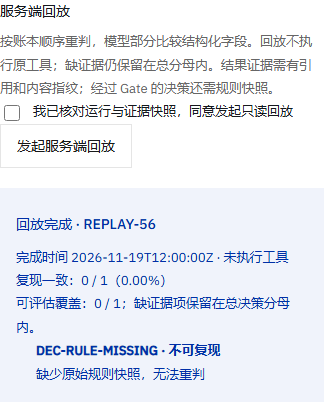 服务端回放
按账本顺序重判，模型部分比较结构化字段。回放不执
行原工具；缺证据仍保留在总分母内。结果证据需有引
用和内容指纹；经过 Gate 的决策还需规则快照。
我已核对运行与证据快照，同意发起只读回放
发起服务端回放
回放完成 · REPLAY-56
完成时间 2026-11-19T12:00:00Z · 未执行工具
复现一致：0 / 1（0.00%）
可评估覆盖：0 / 1；缺证据项保留在总决策分母
内。
DEC-RULE-MISSING · 不可复现
缺少原始规则快照，无法重判